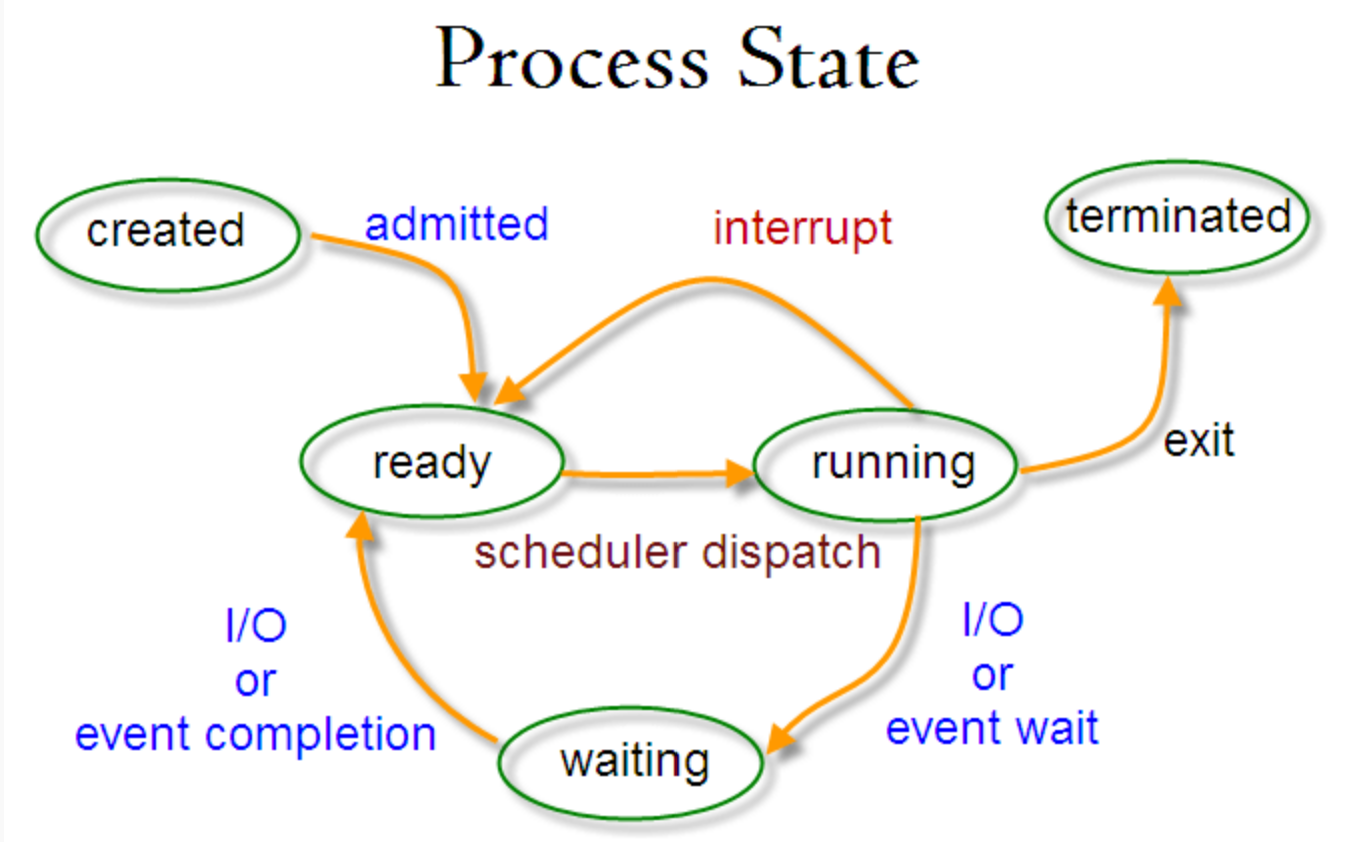 Process State
created
admitted
interrupt
terminated
ready
running
exit
scheduler dispatch
I/O
or
event completion
I/O
or
event wait
waiting